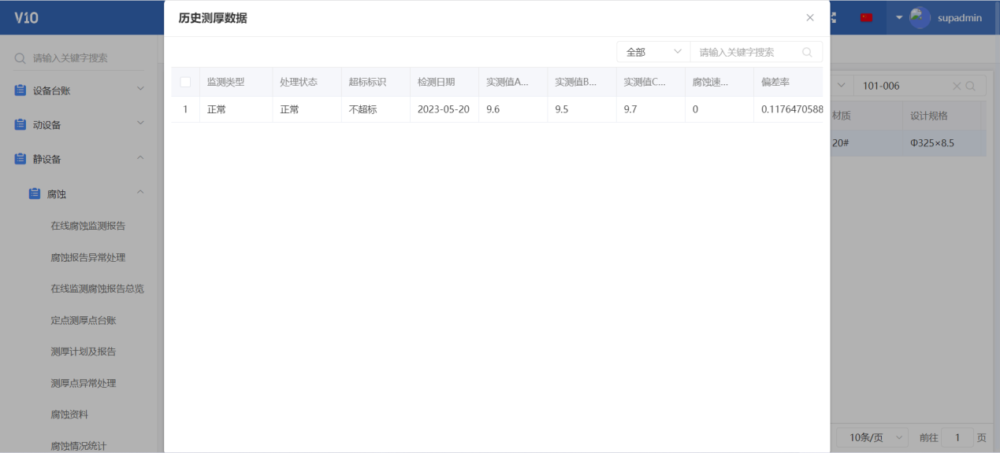 V10
历史测厚数据
supadmin
请输入关键字搜索
全部
请输入关键字搜索
设备台账
监测类型 处理状态 超标标识 检测日期 实测值A... 实测值B... 实测值C... 腐蚀速... 偏差率
101-006
1 正常 正常 不超标 2023-05-20 9.6 9.5 9.7 0 0.1176470588
材质 设计规格
动设备
20# Φ325×8.5
静设备
腐蚀
在线腐蚀监测报告
腐蚀报告异常处理
在线监测腐蚀报告总览
定点测厚点台账
测厚计划及报告
测厚点异常处理
腐蚀资料
腐蚀情况统计
10条/页 前往 1 页